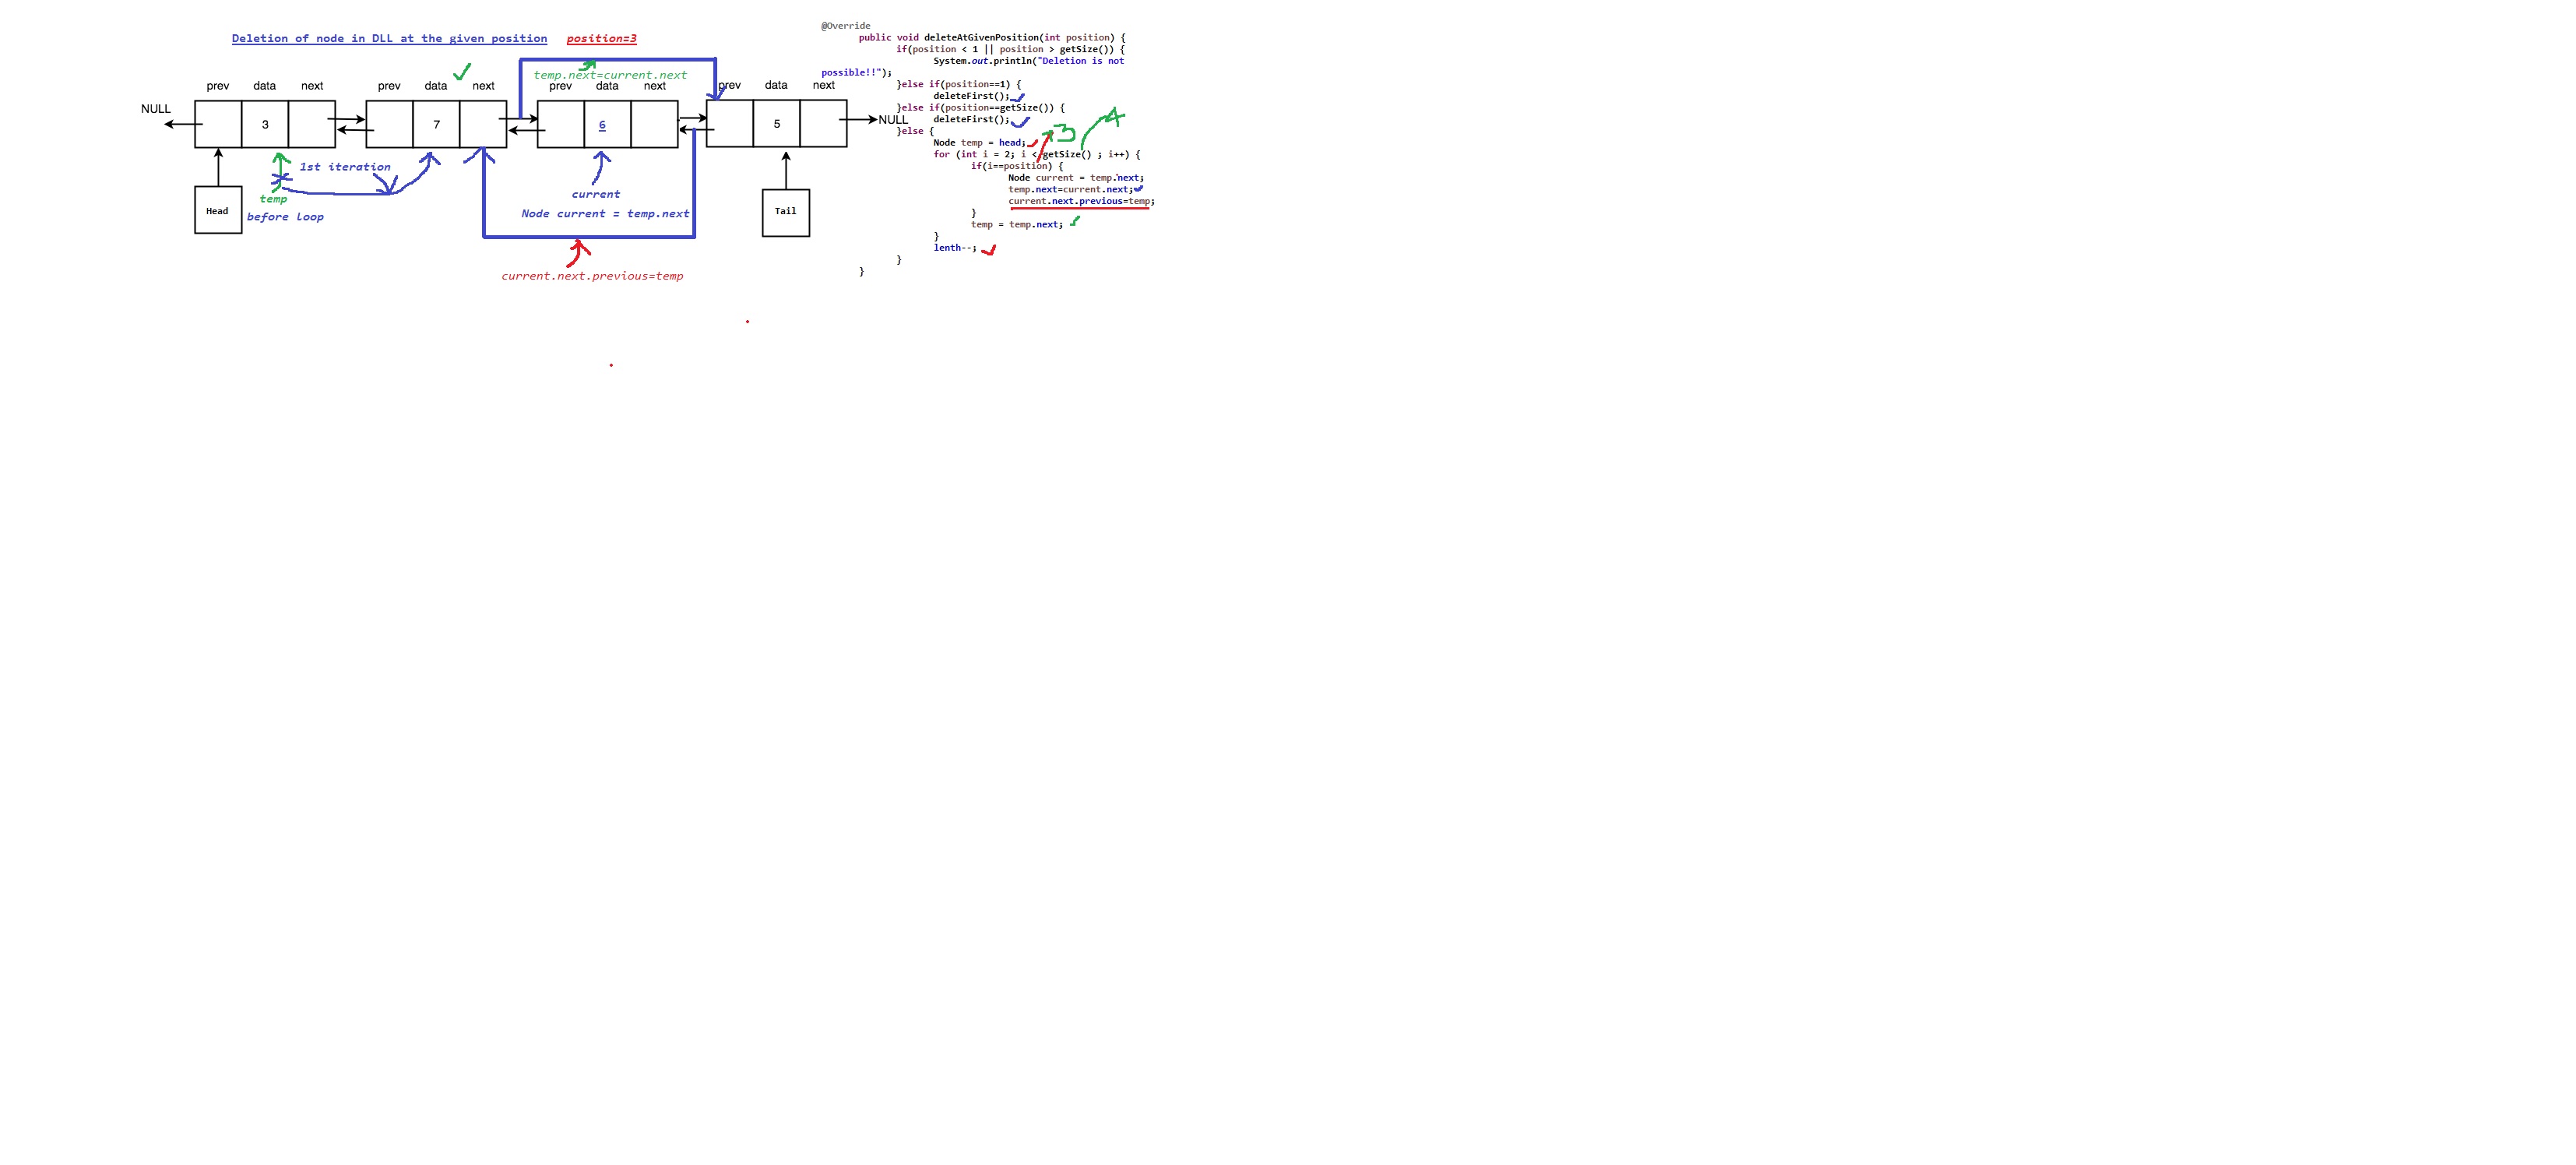 Deletion of node in DLL at the given position position=3
temp.next=current.next
prev data next prev data next prev data next prev data next
NULL
3 7 6 5
NULL
1st iteration
temp
before loop
Head
current
Node current = temp.next
Tail
current.next.previous=temp
@Override
public void deleteAtGivenPosition(int position) {
if(position < 1 || position > getSize()) {
System.out.println("Deletion is not
possible!!");
}else if(position==1) {
deleteFirst();
}else if(position==getSize()) {
deleteFirst();
}else {
3 4
Node temp = head;
for (int i = 2; i < getSize() ; i++) {
if(i==position) {
Node current = temp.next;
temp.next=current.next;
current.next.previous=temp;
}
temp = temp.next;
}
lenth--;
}
}